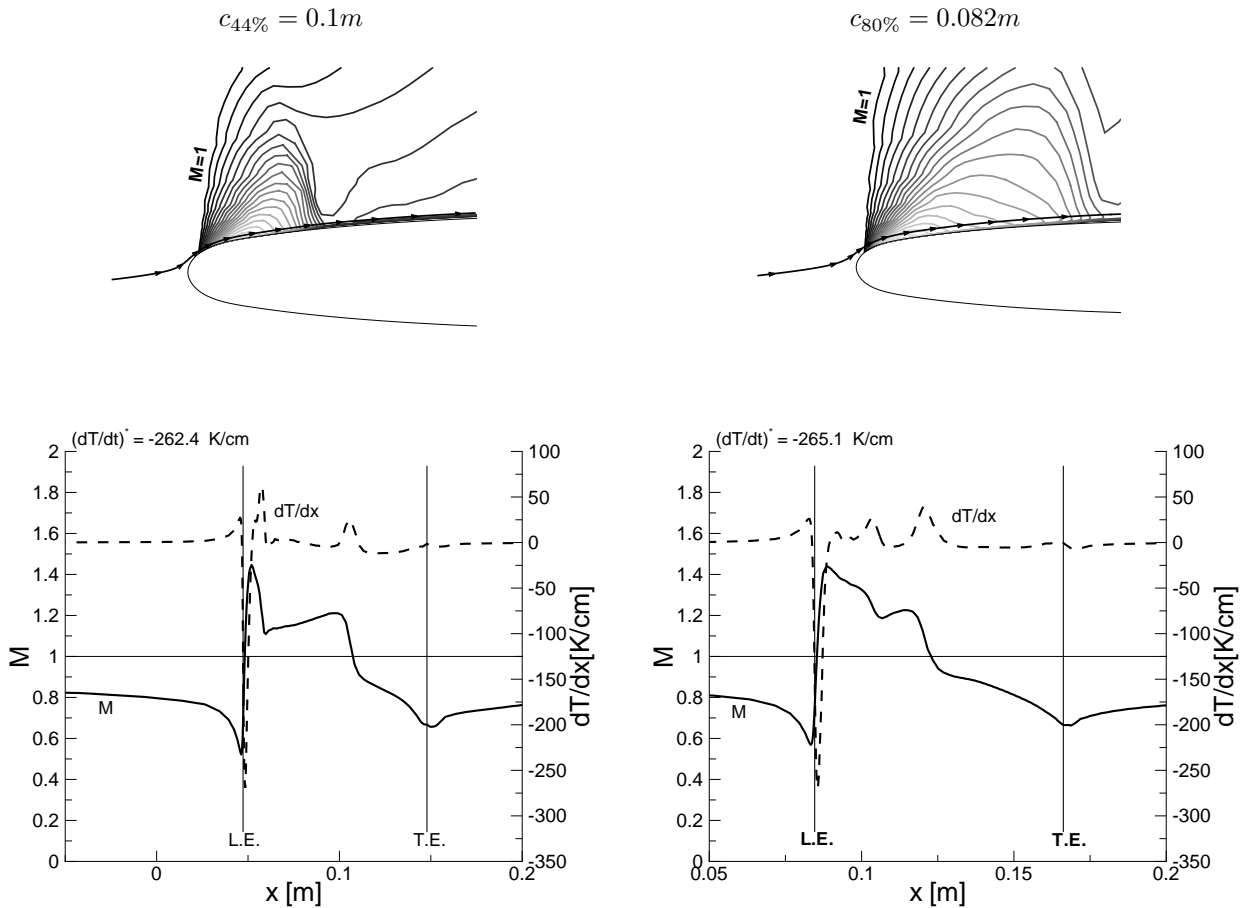 c44% = 0.1m
c80% = 0.082m
M=1
M=1
(dT/dt)* = -262.4 K/cm
2
1.8
1.6
1.4
1.2
1
0.8
0.6
0.4
0.2
0
M
100
50
0
-50
-100
-150
-200
-250
-300
-350
dT/dx[K/cm]
dT/dx
M
L.E.
T.E.
0
0.1
0.2
x [m]
(dT/dt)* = -265.1 K/cm
2
1.8
1.6
1.4
1.2
1
0.8
0.6
0.4
0.2
0
M
100
50
0
-50
-100
-150
-200
-250
-300
-350
dT/dx[K/cm]
dT/dx
M
L.E.
T.E.
0.05
0.1
0.15
0.2
x [m]